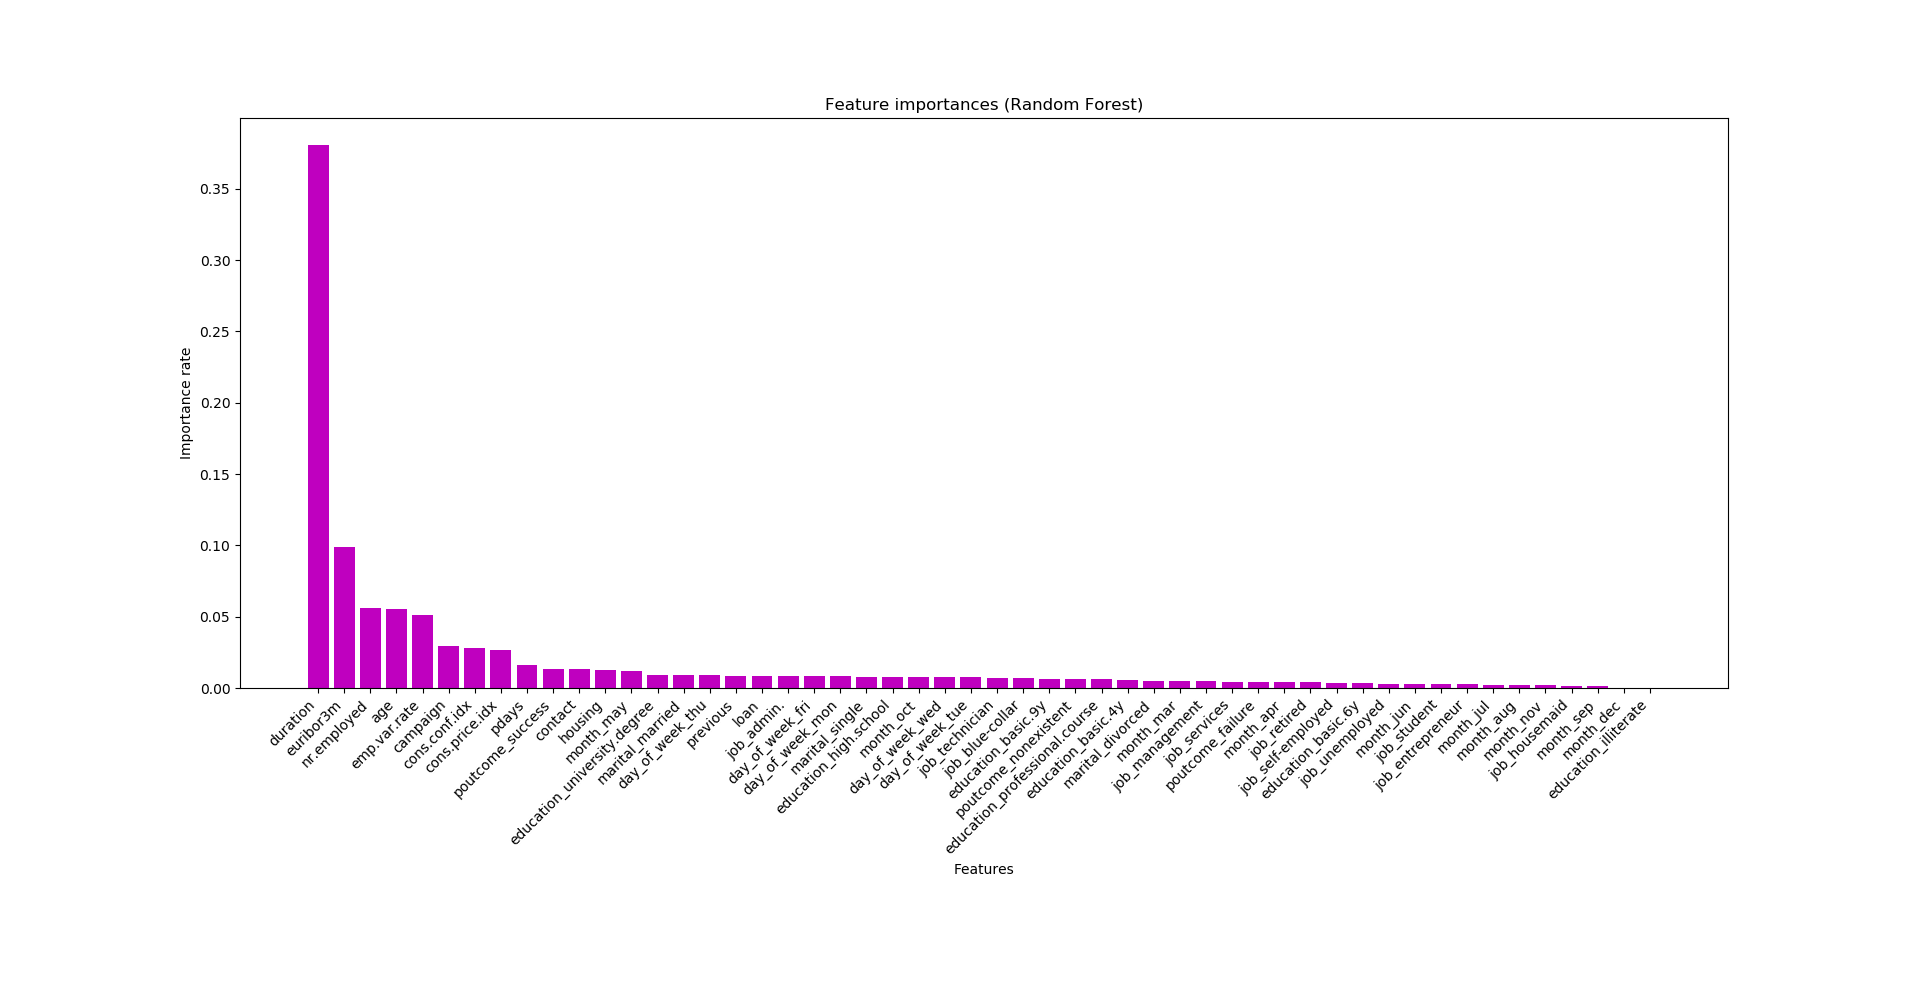 Feature importances (Random Forest)
Importance rate
0.35
0.30
0.25
0.20
0.15
0.10
0.05
0.00
duration
euribor3m
nr.employed
age
emp.var.rate
campaign
cons.conf.idx
cons.price.idx
pdays
poutcome_success
contact
housing
month_may
education_university.degree
marital_married
day_of_week_thu
previous
loan
job_admin.
day_of_week_fri
day_of_week_mon
marital_single
education_high.school
month_oct
day_of_week_wed
day_of_week_tue
job_technician
job_blue-collar
education_basic.9y
poutcome_nonexistent
education_professional.course
education_basic.4y
marital_divorced
month_mar
job_management
job_services
poutcome_failure
month_apr
job_retired
job_self-employed
education_basic.6y
job_unemployed
month_jun
job_student
job_entrepreneur
month_jul
month_aug
month_nov
job_housemaid
month_sep
month_dec
education_illiterate
Features